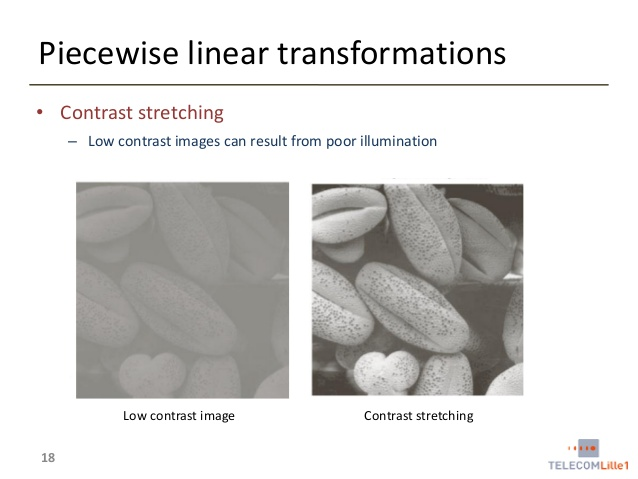 Piecewise linear transformations
• Contrast stretching
– Low contrast images can result from poor illumination
Low contrast image
Contrast stretching
18
TELECOMLille1